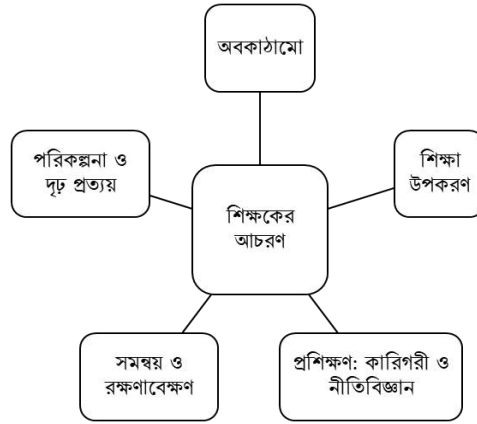 অবকাঠামো
পরিকল্পনা ও
দৃঢ় প্রত্যয়
শিক্ষা
উপকরণ
শিক্ষকের
আচরণ
সমন্বয় ও
রক্ষণাবেক্ষণ
প্রশিক্ষণ: কারিগরী ও
নীতিবিজ্ঞান